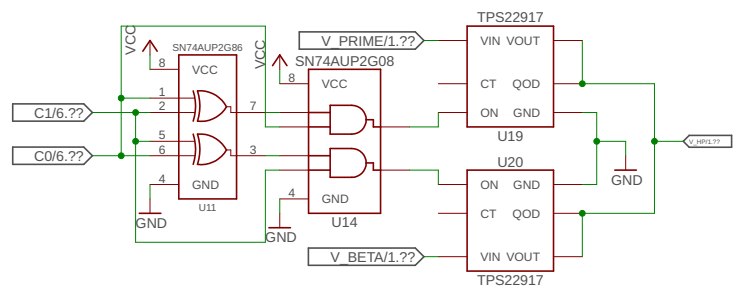 TPS22917
VCC
V_PRIME/1.??
VIN VOUT
SN74AUP2G86
VCC
SN74AUP2G08
8
VCC
8
VCC
CT
QOD
1
C1/6.??
2
7
ON
GND
U19
5
V_HP/1.??
C0/6.??
6
3
U20
GND
4
GND
ON
GND
4
GND
U11
GND
U14
CT
QOD
GND
V_BETA/1.??
VIN VOUT
TPS22917